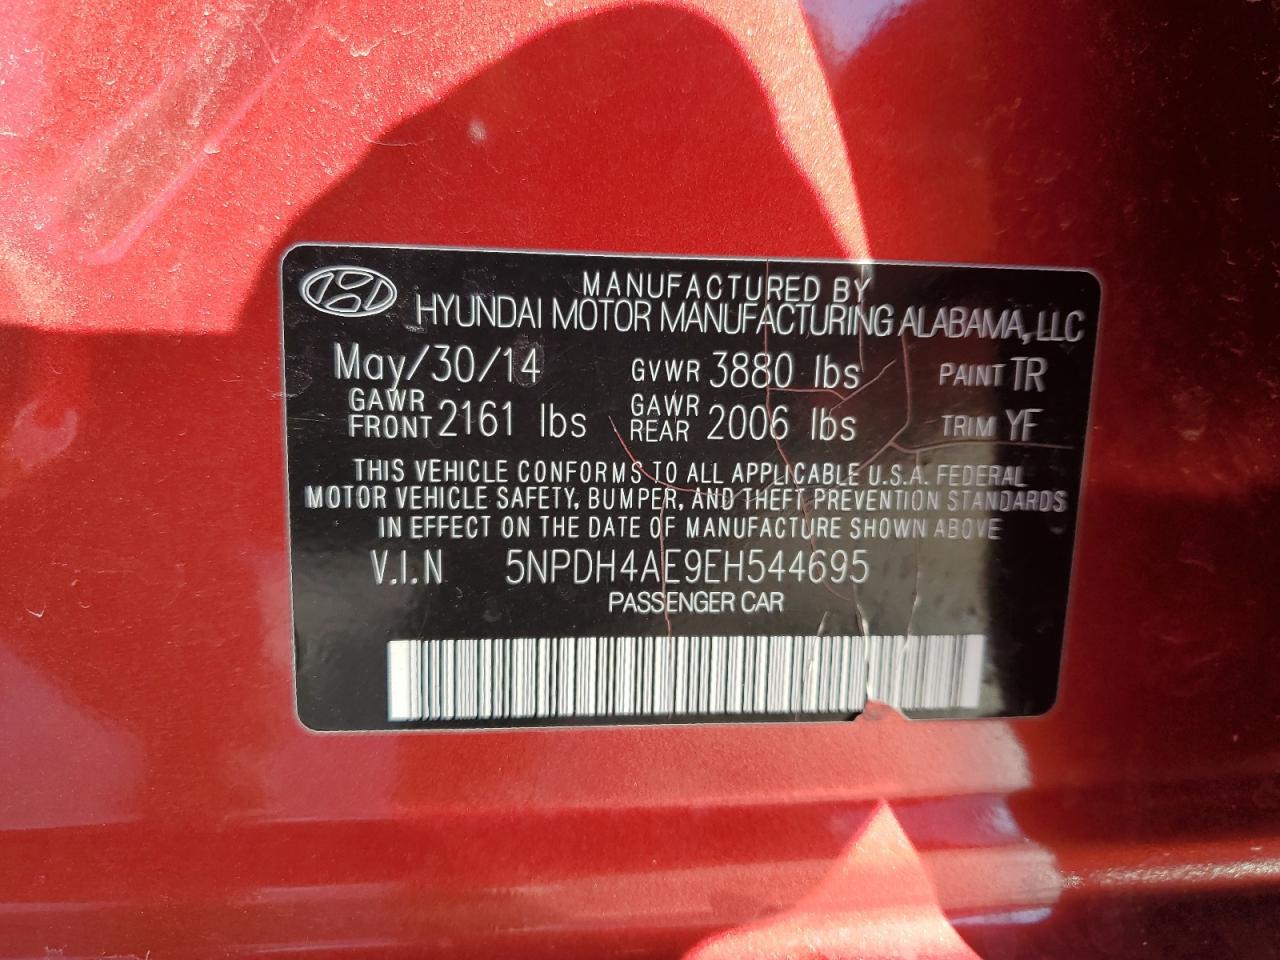 MANUFACTURED BY
HYUNDAI MOTOR MANUFACTURING ALABAMA, LLC
May/30/14 GVWR 3880 lbs PAINT TR
GAWR FRONT 2161 lbs GAWR REAR 2006 lbs TRIM YF
THIS VEHICLE CONFORMS TO ALL APPLICABLE U.S.A. FEDERAL
MOTOR VEHICLE SAFETY, BUMPER, AND THEFT PREVENTION STANDARDS
IN EFFECT ON THE DATE OF MANUFACTURE SHOWN ABOVE
V.I.N 5NPDH4AE9EH544695
PASSENGER CAR